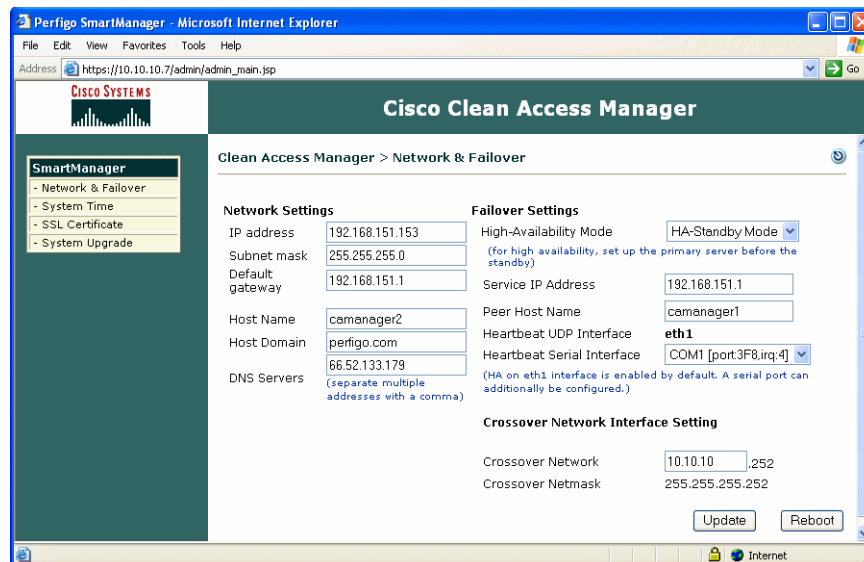 Perfigo SmartManager - Microsoft Internet Explorer
File Edit View Favorites Tools Help
Address https://10.10.10.7/admin/admin_main.jsp Go
CISCO SYSTEMS
Cisco Clean Access Manager
SmartManager
- Network & Failover
- System Time
- SSL Certificate
- System Upgrade
Clean Access Manager > Network & Failover
Network Settings
IP address 192.168.151.153
Subnet mask 255.255.255.0
Default
gateway 192.168.151.1
Host Name camanager2
Host Domain perfigo.com
DNS Servers 66.52.133.179
(separate multiple
addresses with a comma)
Failover Settings
High-Availability Mode HA-Standby Mode
(for high availability, set up the primary server before the
standby)
Service IP Address 192.168.151.1
Peer Host Name camanager1
Heartbeat UDP Interface eth1
Heartbeat Serial Interface COM1 [port:3F8,irq:4]
(HA on eth1 interface is enabled by default. A serial port can
additionally be configured.)
Crossover Network Interface Setting
Crossover Network 10.10.10 .252
Crossover Netmask 255.255.255.252
Update Reboot
Internet